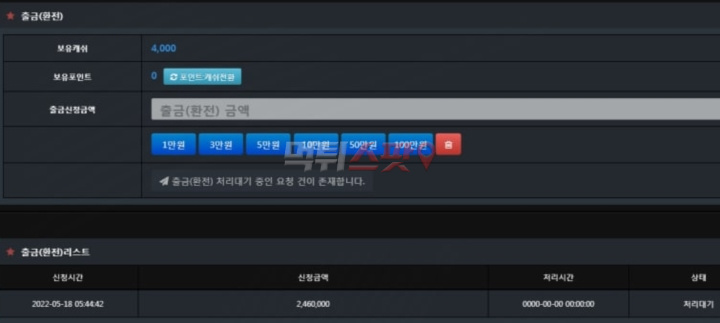 출금(환전)
보유캐쉬 4,000
보유포인트 0 포인트캐쉬전환
출금신청금액 출금(환전) 금액
1만원 3만원 5만원 10만원 50만원 100만원 홈
먹튀스팟
출금(환전) 처리대기 중인 요청 건이 존재합니다.
출금(환전)리스트
신청시간 신청금액 처리시간 상태
2022-05-18 05:44:42 2,460,000 0000-00-00 00:00:00 처리대기